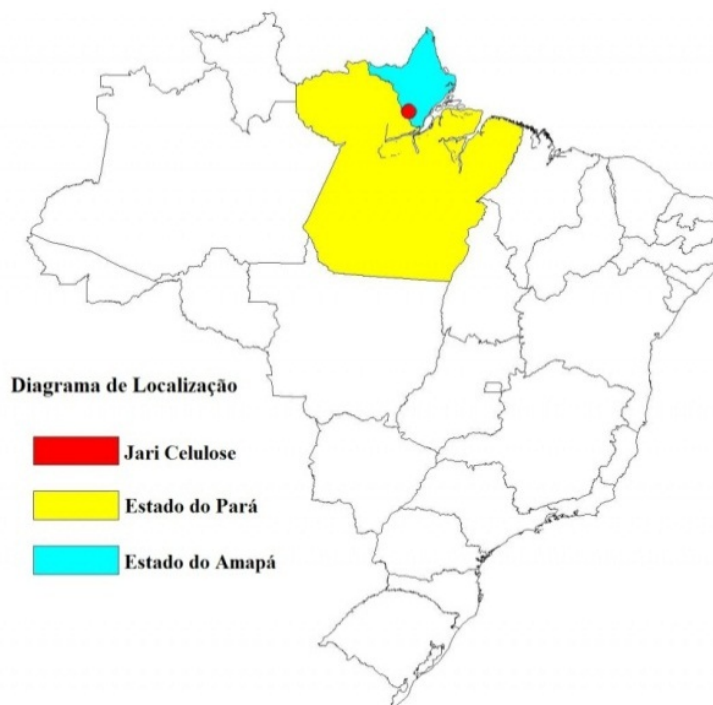 Diagrama de Localização
Jari Celulose
Estado do Pará
Estado do Amapá